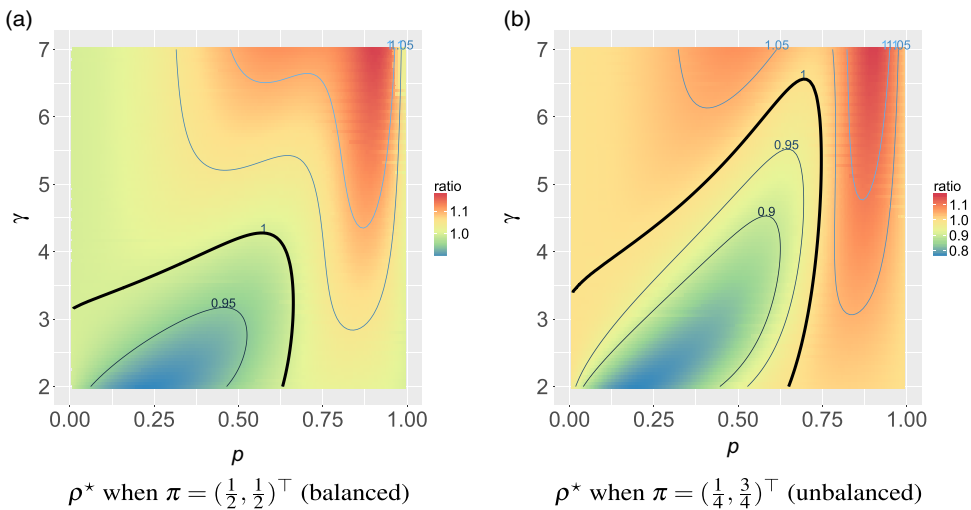 (a)
(b)
7
6
5
4
3
2
γ
0.00 0.25 0.50 0.75 1.00
p
1.05
1
0.95
ratio
1.1
1.0
7
6
5
4
3
2
γ
0.00 0.25 0.50 0.75 1.00
p
1.05
1
0.95
0.9
ratio
1.1
1.0
0.9
0.8
ρ⋆ when π = (1/2, 1/2)⊤ (balanced)
ρ⋆ when π = (1/4, 3/4)⊤ (unbalanced)